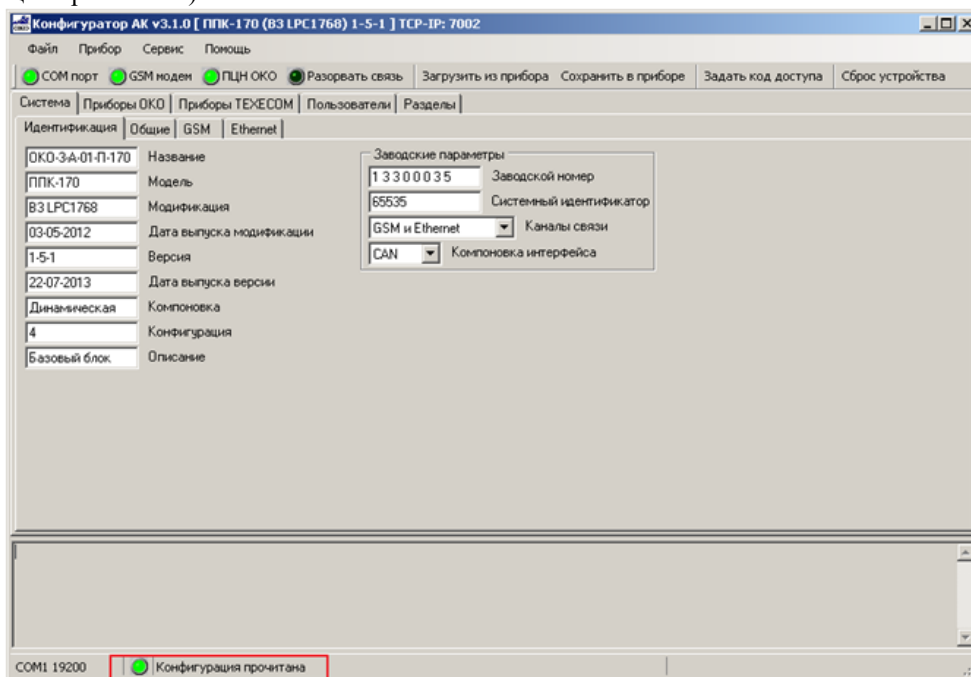 Конфигуратор АК v3.1.0 [ ППК-170 (B3 LPC1768) 1-5-1 ] TCP-IP: 7002
Файл Прибор Сервис Помощь
COM порт GSM модем ПЦН ОКО Разорвать связь Загрузить из прибора Сохранить в приборе Задать код доступа Сброс устройства
Система Приборы ОКО Приборы TEXECOM Пользователи Разделы
Идентификация Общие GSM Ethernet
ОКО-3-А-01-П-170 Название
ППК-170 Модель
B3 LPC1768 Модификация
03-05-2012 Дата выпуска модификации
1-5-1 Версия
22-07-2013 Дата выпуска версии
Динамическая Компоновка
4 Конфигурация
Базовый блок Описание
Заводские параметры
13300035 Заводской номер
65535 Системный идентификатор
GSM и Ethernet Каналы связи
CAN Компоновка интерфейса
COM1 19200 Конфигурация прочитана